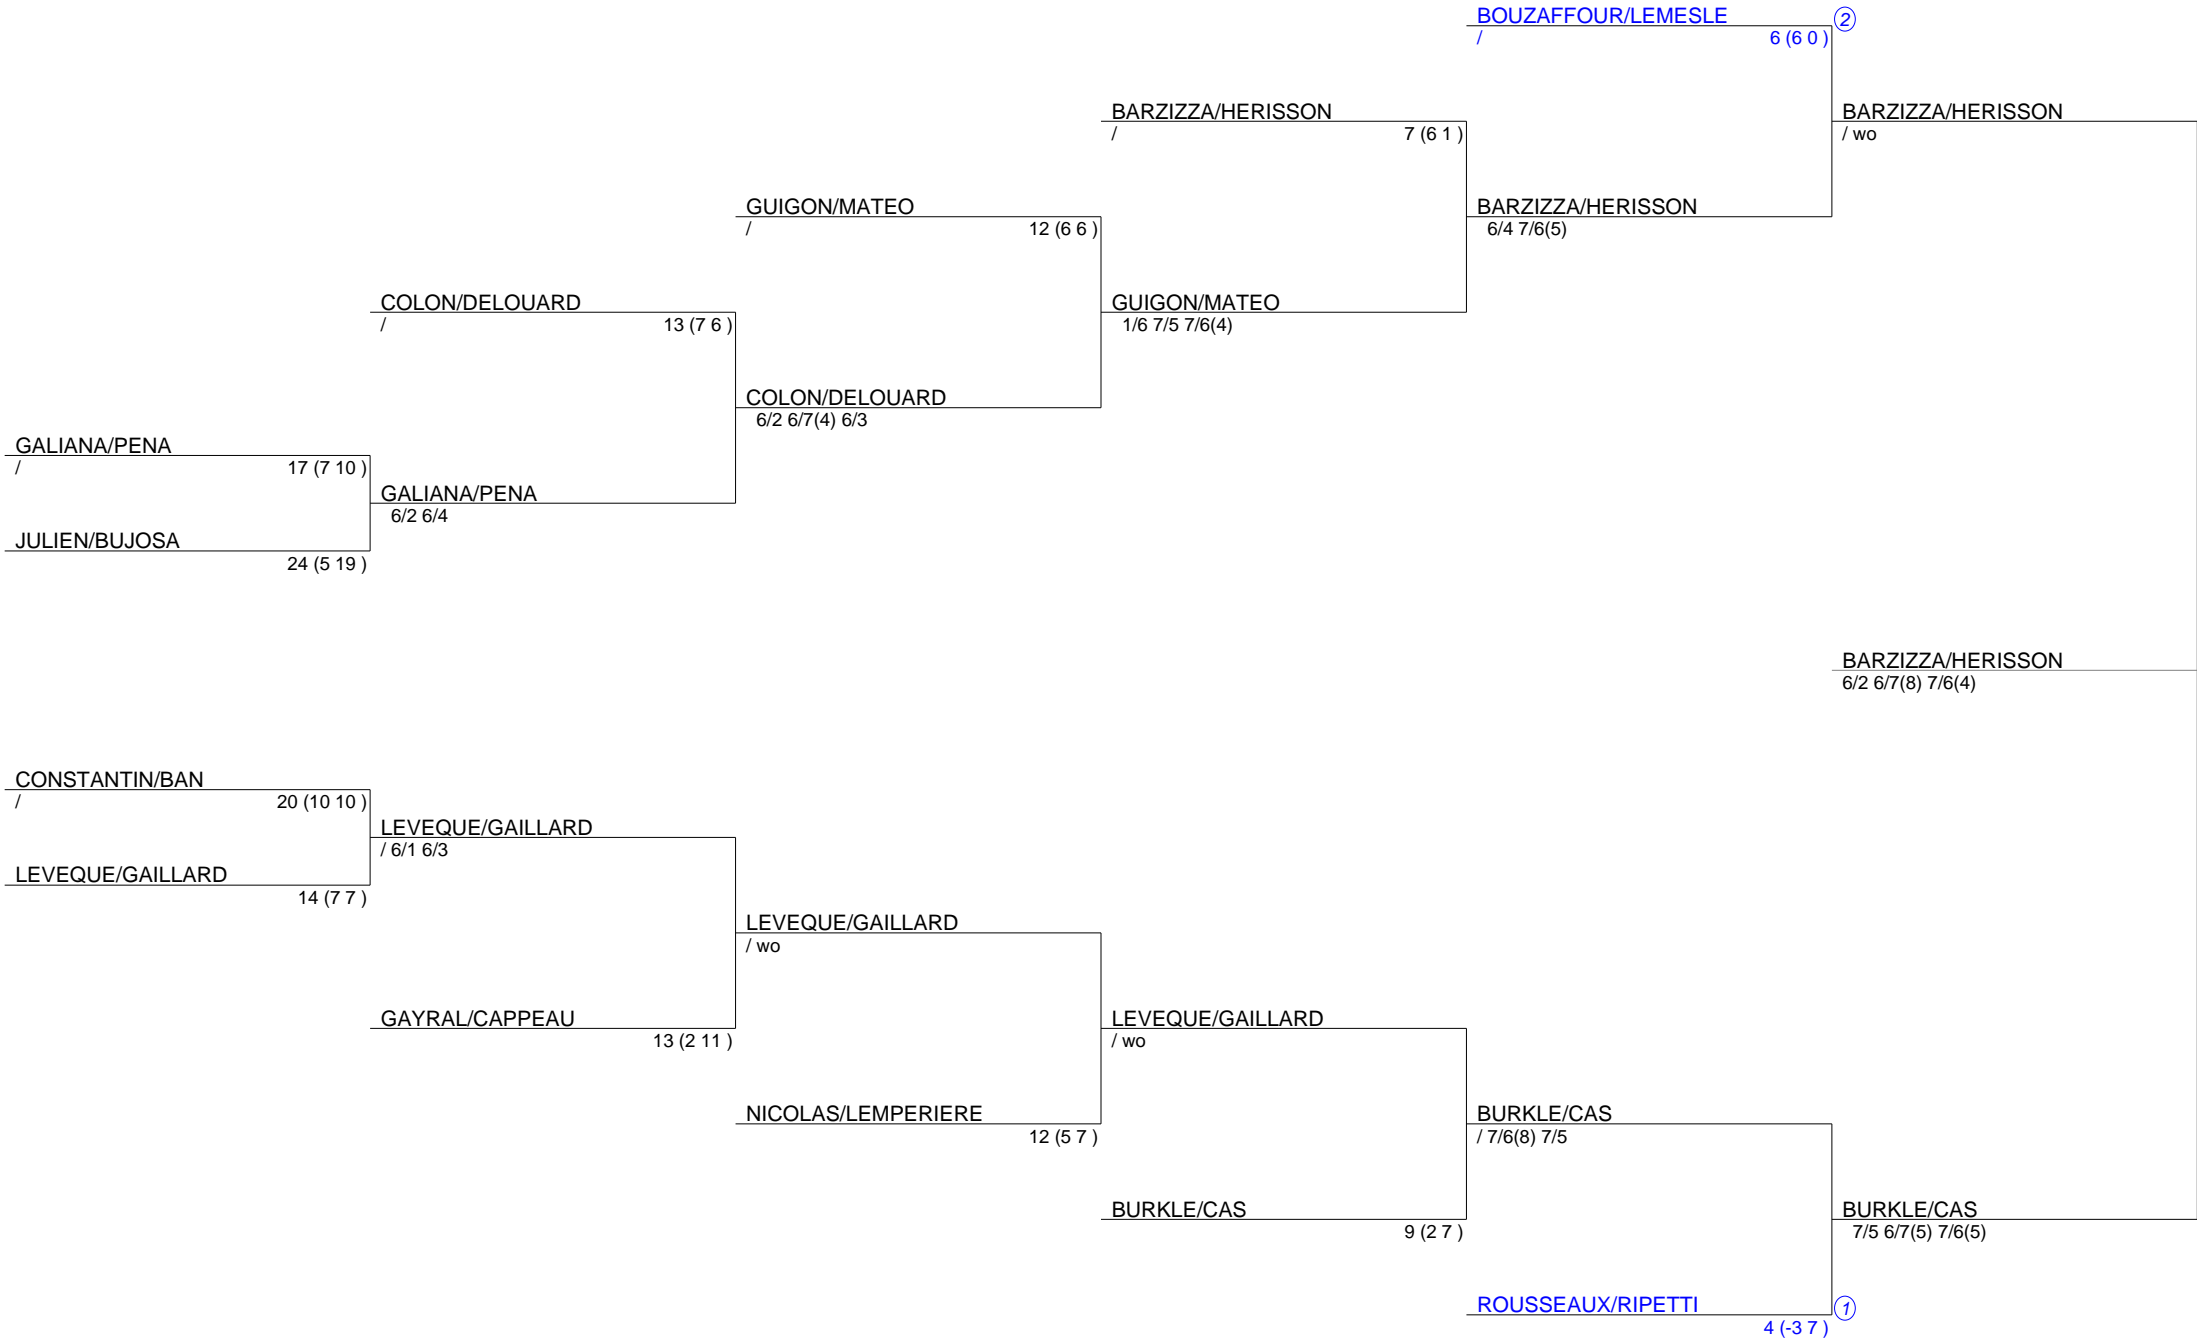 BOUZAFFOUR/LEMESLE
2
/
6 (6 0 )
BARZIZZA/HERISSON
/
7 (6 1 )
BARZIZZA/HERISSON
/ wo
GUIGON/MATEO
/
12 (6 6 )
BARZIZZA/HERISSON
6/4 7/6(5)
COLON/DELOUARD
/
13 (7 6 )
GUIGON/MATEO
1/6 7/5 7/6(4)
COLON/DELOUARD
6/2 6/7(4) 6/3
GALIANA/PENA
/
17 (7 10 )
GALIANA/PENA
6/2 6/4
JULIEN/BUJOSA
24 (5 19 )
BARZIZZA/HERISSON
6/2 6/7(8) 7/6(4)
CONSTANTIN/BAN
/
20 (10 10 )
LEVEQUE/GAILLARD
/ 6/1 6/3
LEVEQUE/GAILLARD
14 (7 7 )
LEVEQUE/GAILLARD
/ wo
GAYRAL/CAPPEAU
13 (2 11 )
LEVEQUE/GAILLARD
/ wo
NICOLAS/LEMPERIERE
12 (5 7 )
BURKLE/CAS
/ 7/6(8) 7/5
BURKLE/CAS
9 (2 7 )
BURKLE/CAS
7/5 6/7(5) 7/6(5)
ROUSSEAUX/RIPETTI
1
4 (-3 7 )